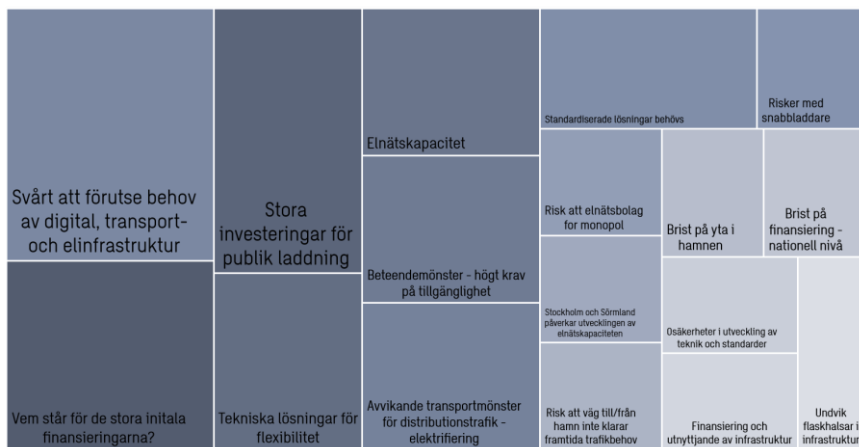 Svårt att förutse behov
av digital, transport-
och elinfrastruktur
Vem står för de stora initala
finansieringarna?
Stora
investeringar för
publik laddning
Tekniska lösningar för
flexibilitet
Elnätskapacitet
Beteendemönster - högt krav
på tillgänglighet
Avvikande transportmönster
för distributionstrafik -
elektrifiering
Standardiserade lösningar behövs
Risker med
snabbladdare
Risk att elnätsbolag
for monopol
Brist på yta i
hamnen
Brist på
finansiering -
nationell nivå
Stockholm och Sörmland
påverkar utvecklingen av
elnätskapaciteten
Risk att väg till/från
hamn inte klarar
framtida trafikbehov
Osäkerheter i utveckling av
teknik och standarder
Finansiering och
utnyttjande av infrastruktur
Undvik
flaskhalsar i
infrastruktur